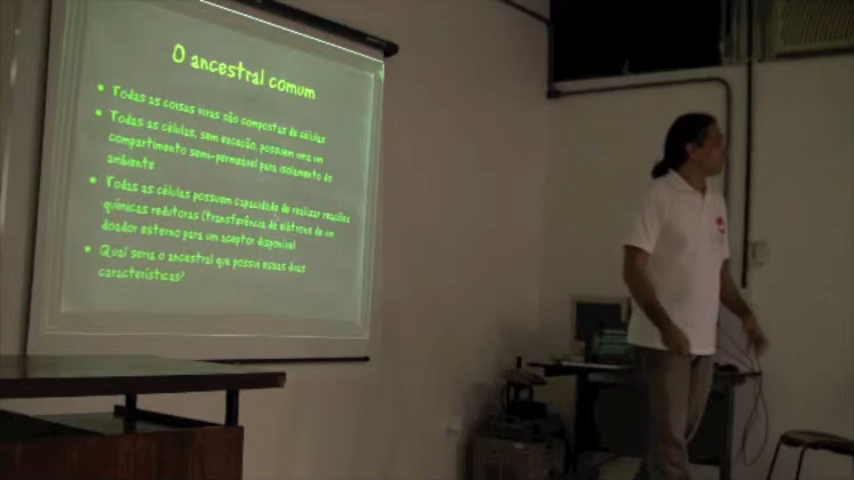 O ancestral comum
• Todas as coisas vivas são compostas de células
• Todas as células, sem exceção, possuem uma um
compartimento semi-permeável para isolamento do
ambiente
• Todas as células possuem capacidade de realizar reações
químicas redutoras (transferência de elétrons de um
doador esterno para um aceptor disponível
• Qual seria o ancestral que possui essas duas
características?